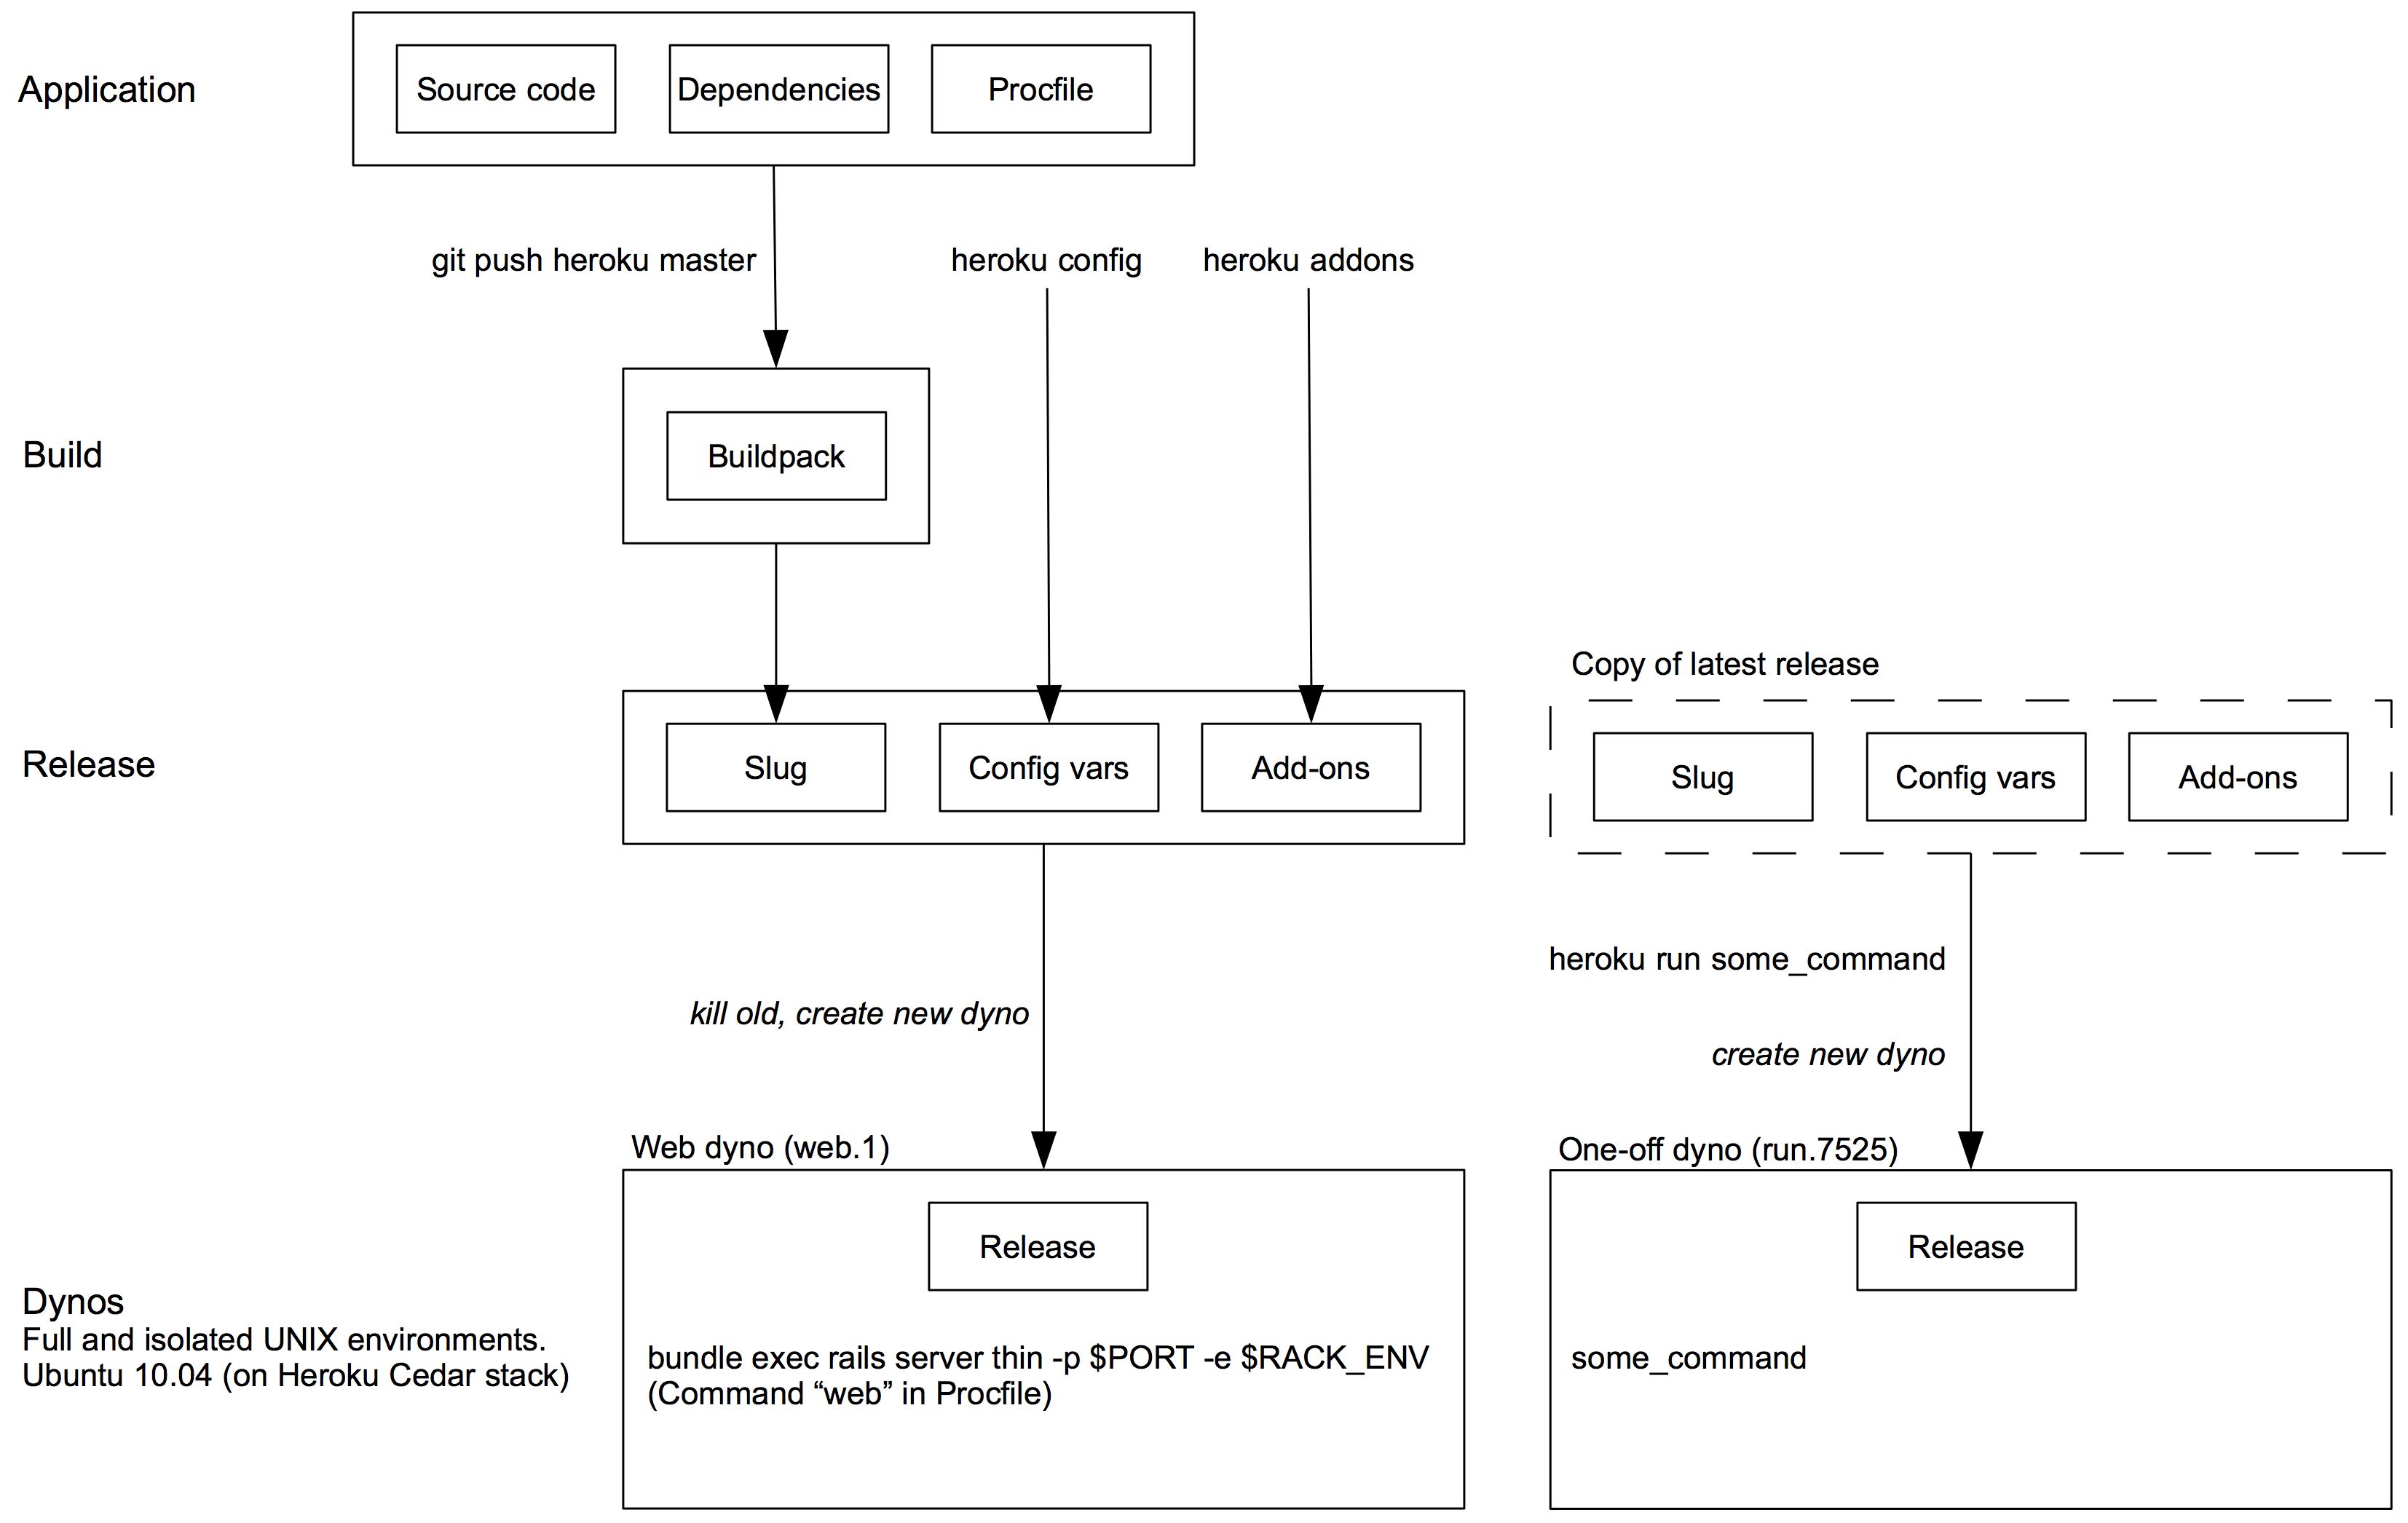 Application
Source code
Dependencies
Procfile
git push heroku master
heroku config
heroku addons
Build
Buildpack
Copy of latest release
Release
Slug
Config vars
Add-ons
Slug
Config vars
Add-ons
heroku run some_command
kill old, create new dyno
create new dyno
Web dyno (web.1)
One-off dyno (run.7525)
Release
Release
Dynos
Full and isolated UNIX environments.
Ubuntu 10.04 (on Heroku Cedar stack)
bundle exec rails server thin -p $PORT -e $RACK_ENV
(Command “web” in Procfile)
some_command